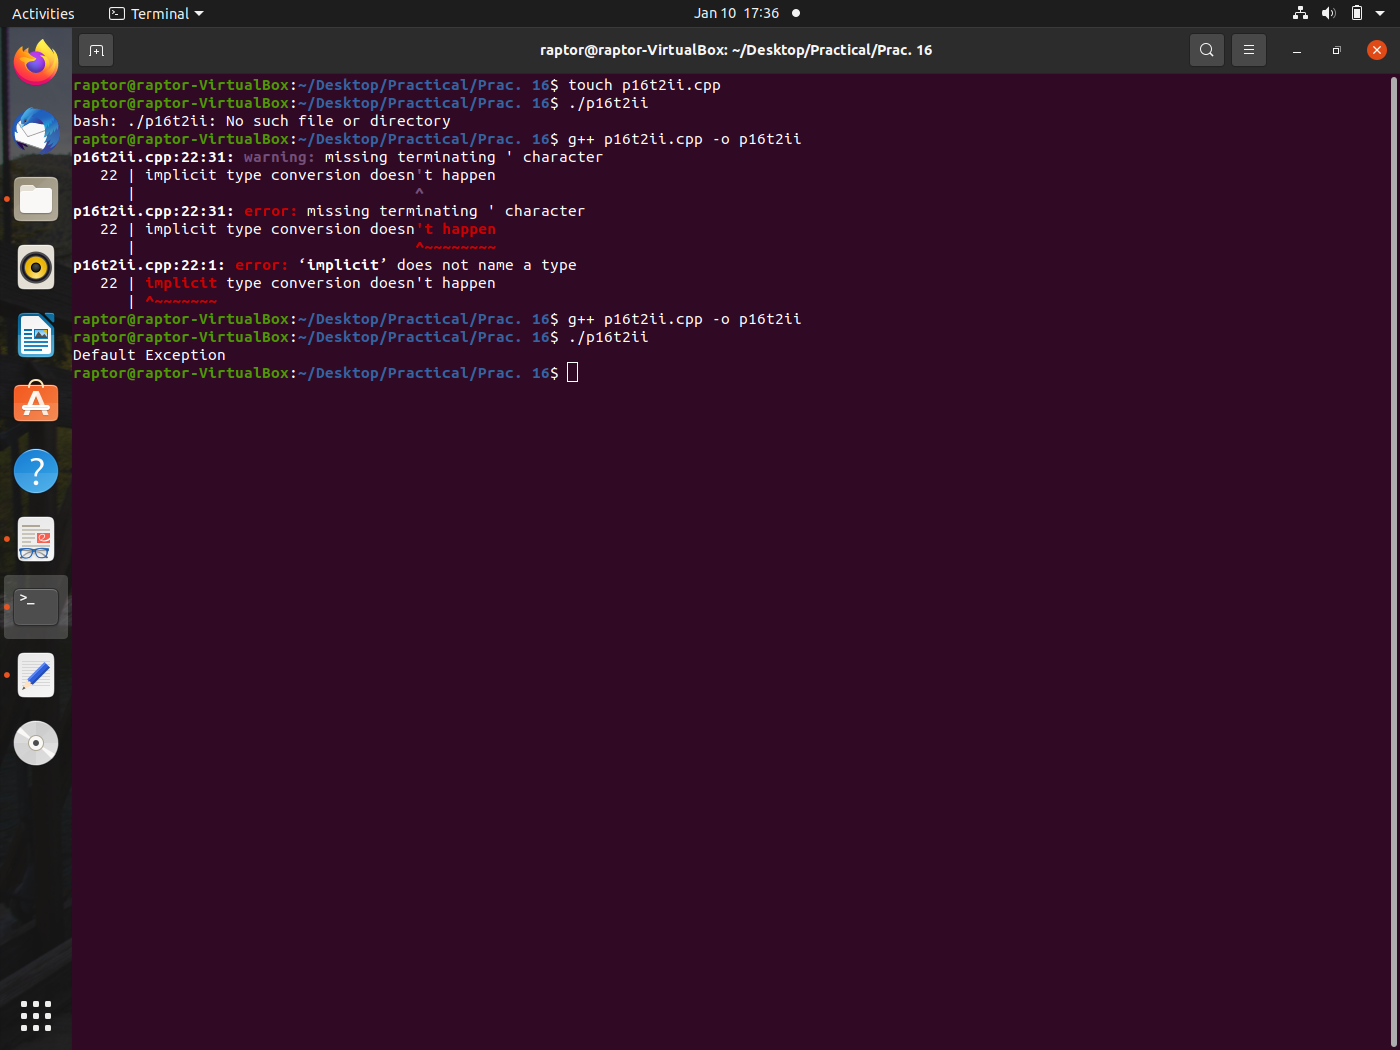 Activities Terminal Jan 10 17:36
raptor@raptor-VirtualBox: ~/Desktop/Practical/Prac. 16
raptor@raptor-VirtualBox:~/Desktop/Practical/Prac. 16$ touch p16t2ii.cpp
raptor@raptor-VirtualBox:~/Desktop/Practical/Prac. 16$ ./p16t2ii
bash: ./p16t2ii: No such file or directory
raptor@raptor-VirtualBox:~/Desktop/Practical/Prac. 16$ g++ p16t2ii.cpp -o p16t2ii
p16t2ii.cpp:22:31: warning: missing terminating ' character
   22 | implicit type conversion doesn't happen
      |                               ^
p16t2ii.cpp:22:31: error: missing terminating ' character
   22 | implicit type conversion doesn't happen
      |                               ^~~~~~~~~
p16t2ii.cpp:22:1: error: ‘implicit’ does not name a type
   22 | implicit type conversion doesn't happen
      | ^~~~~~~~
raptor@raptor-VirtualBox:~/Desktop/Practical/Prac. 16$ g++ p16t2ii.cpp -o p16t2ii
raptor@raptor-VirtualBox:~/Desktop/Practical/Prac. 16$ ./p16t2ii
Default Exception
raptor@raptor-VirtualBox:~/Desktop/Practical/Prac. 16$